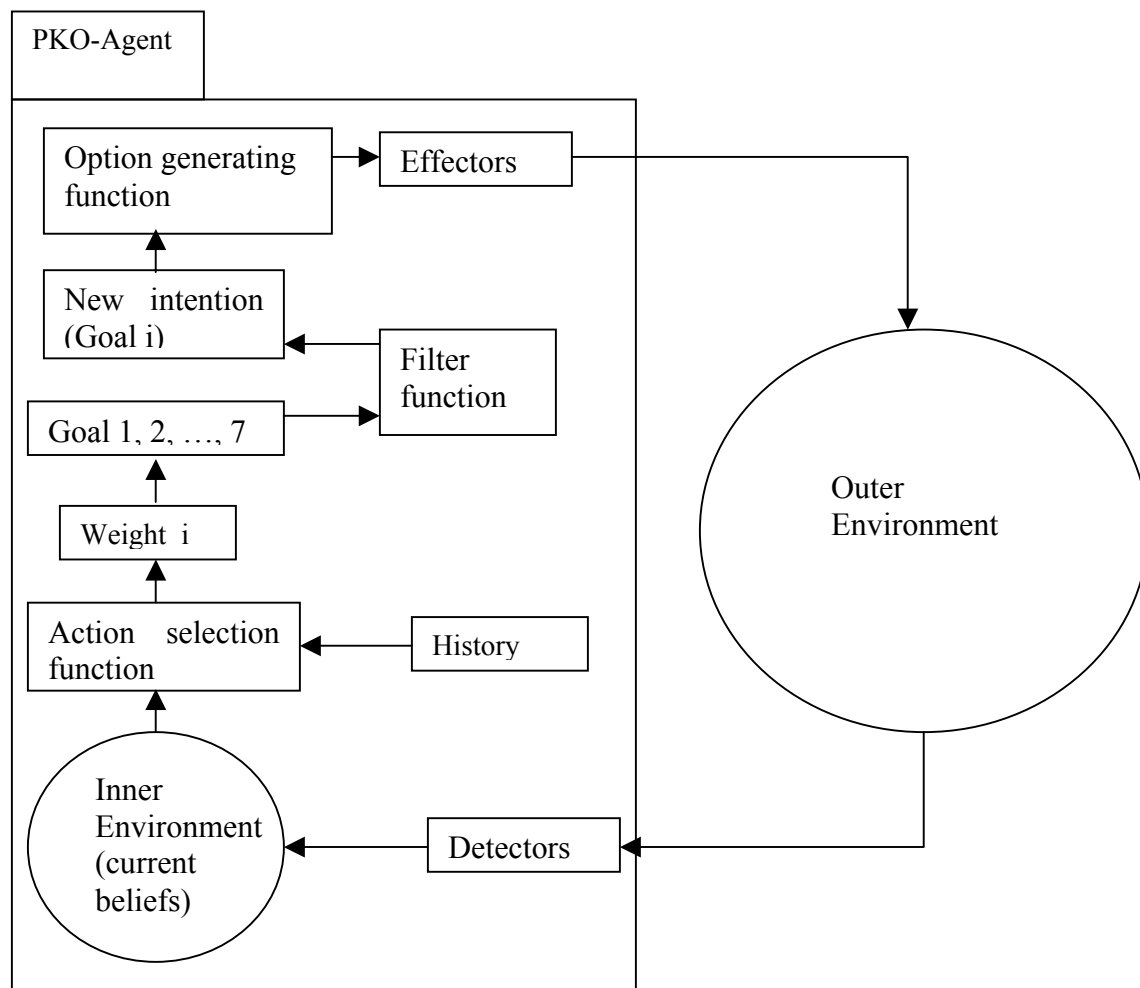 PKO-Agent
Option generating
function
Effectors
New intention
(Goal i)
Filter
function
Goal 1, 2, …, 7
Outer
Environment
Weight i
Action selection
function
History
Inner
Environment
(current
beliefs)
Detectors